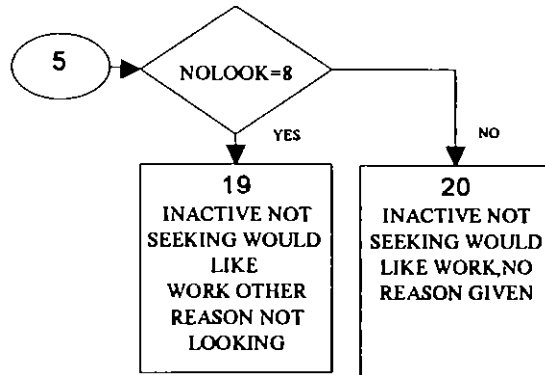 5
NOLOOK=8
YES
NO
19
INACTIVE NOT
SEEKING WOULD
LIKE
WORK OTHER
REASON NOT
LOOKING
20
INACTIVE NOT
SEEKING WOULD
LIKE WORK,NO
REASON GIVEN